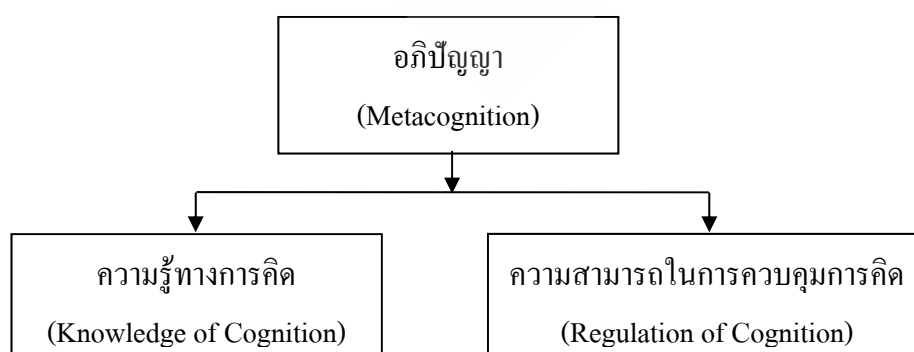 อภิปัญญา
(Metacognition)
ความรู้ทางการคิด
(Knowledge of Cognition)
ความสามารถในการควบคุมการคิด
(Regulation of Cognition)